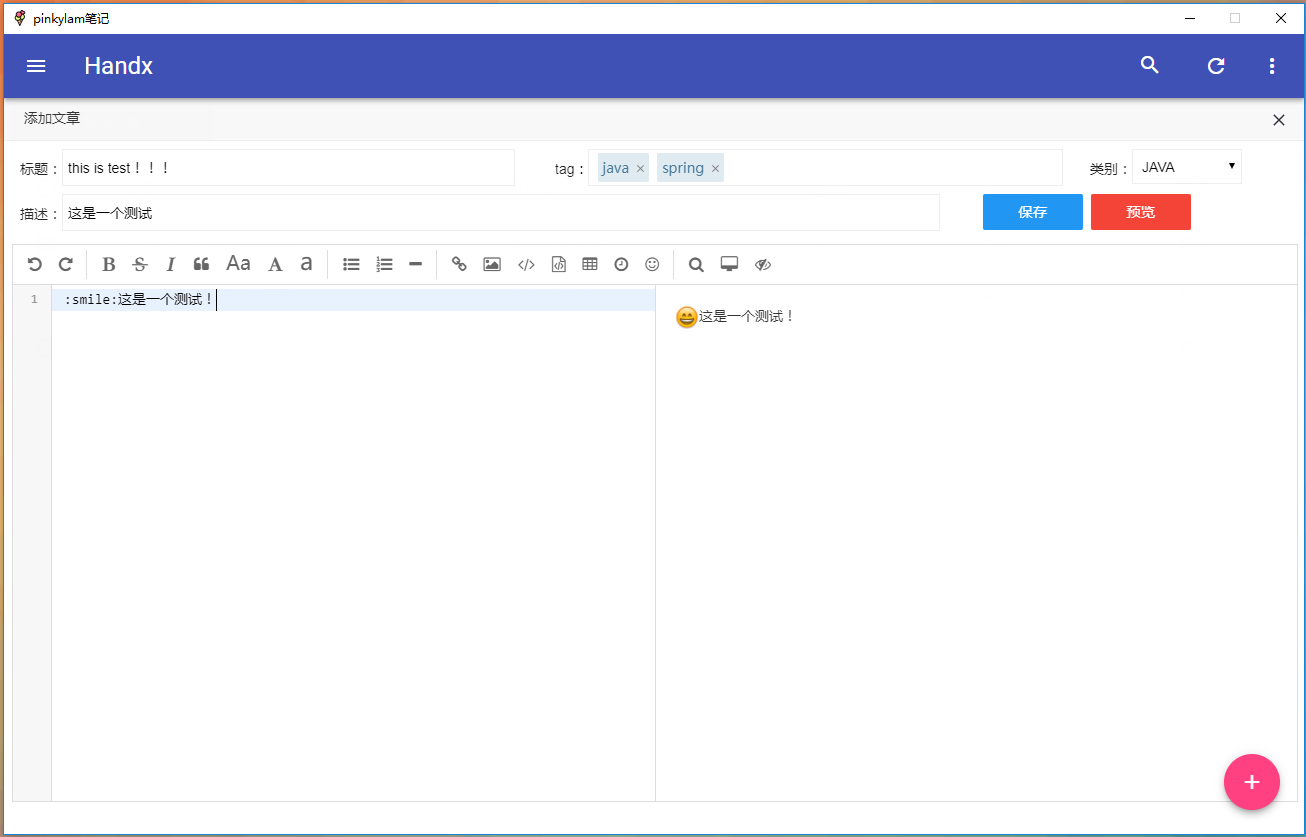 pinkylam笔记
Handx
添加文章
标题： this is test！！！ tag： java × spring × 类别： JAVA
描述： 这是一个测试 保存 预览
B S I Aa A a
1 :smile:这是一个测试！ 😄这是一个测试！